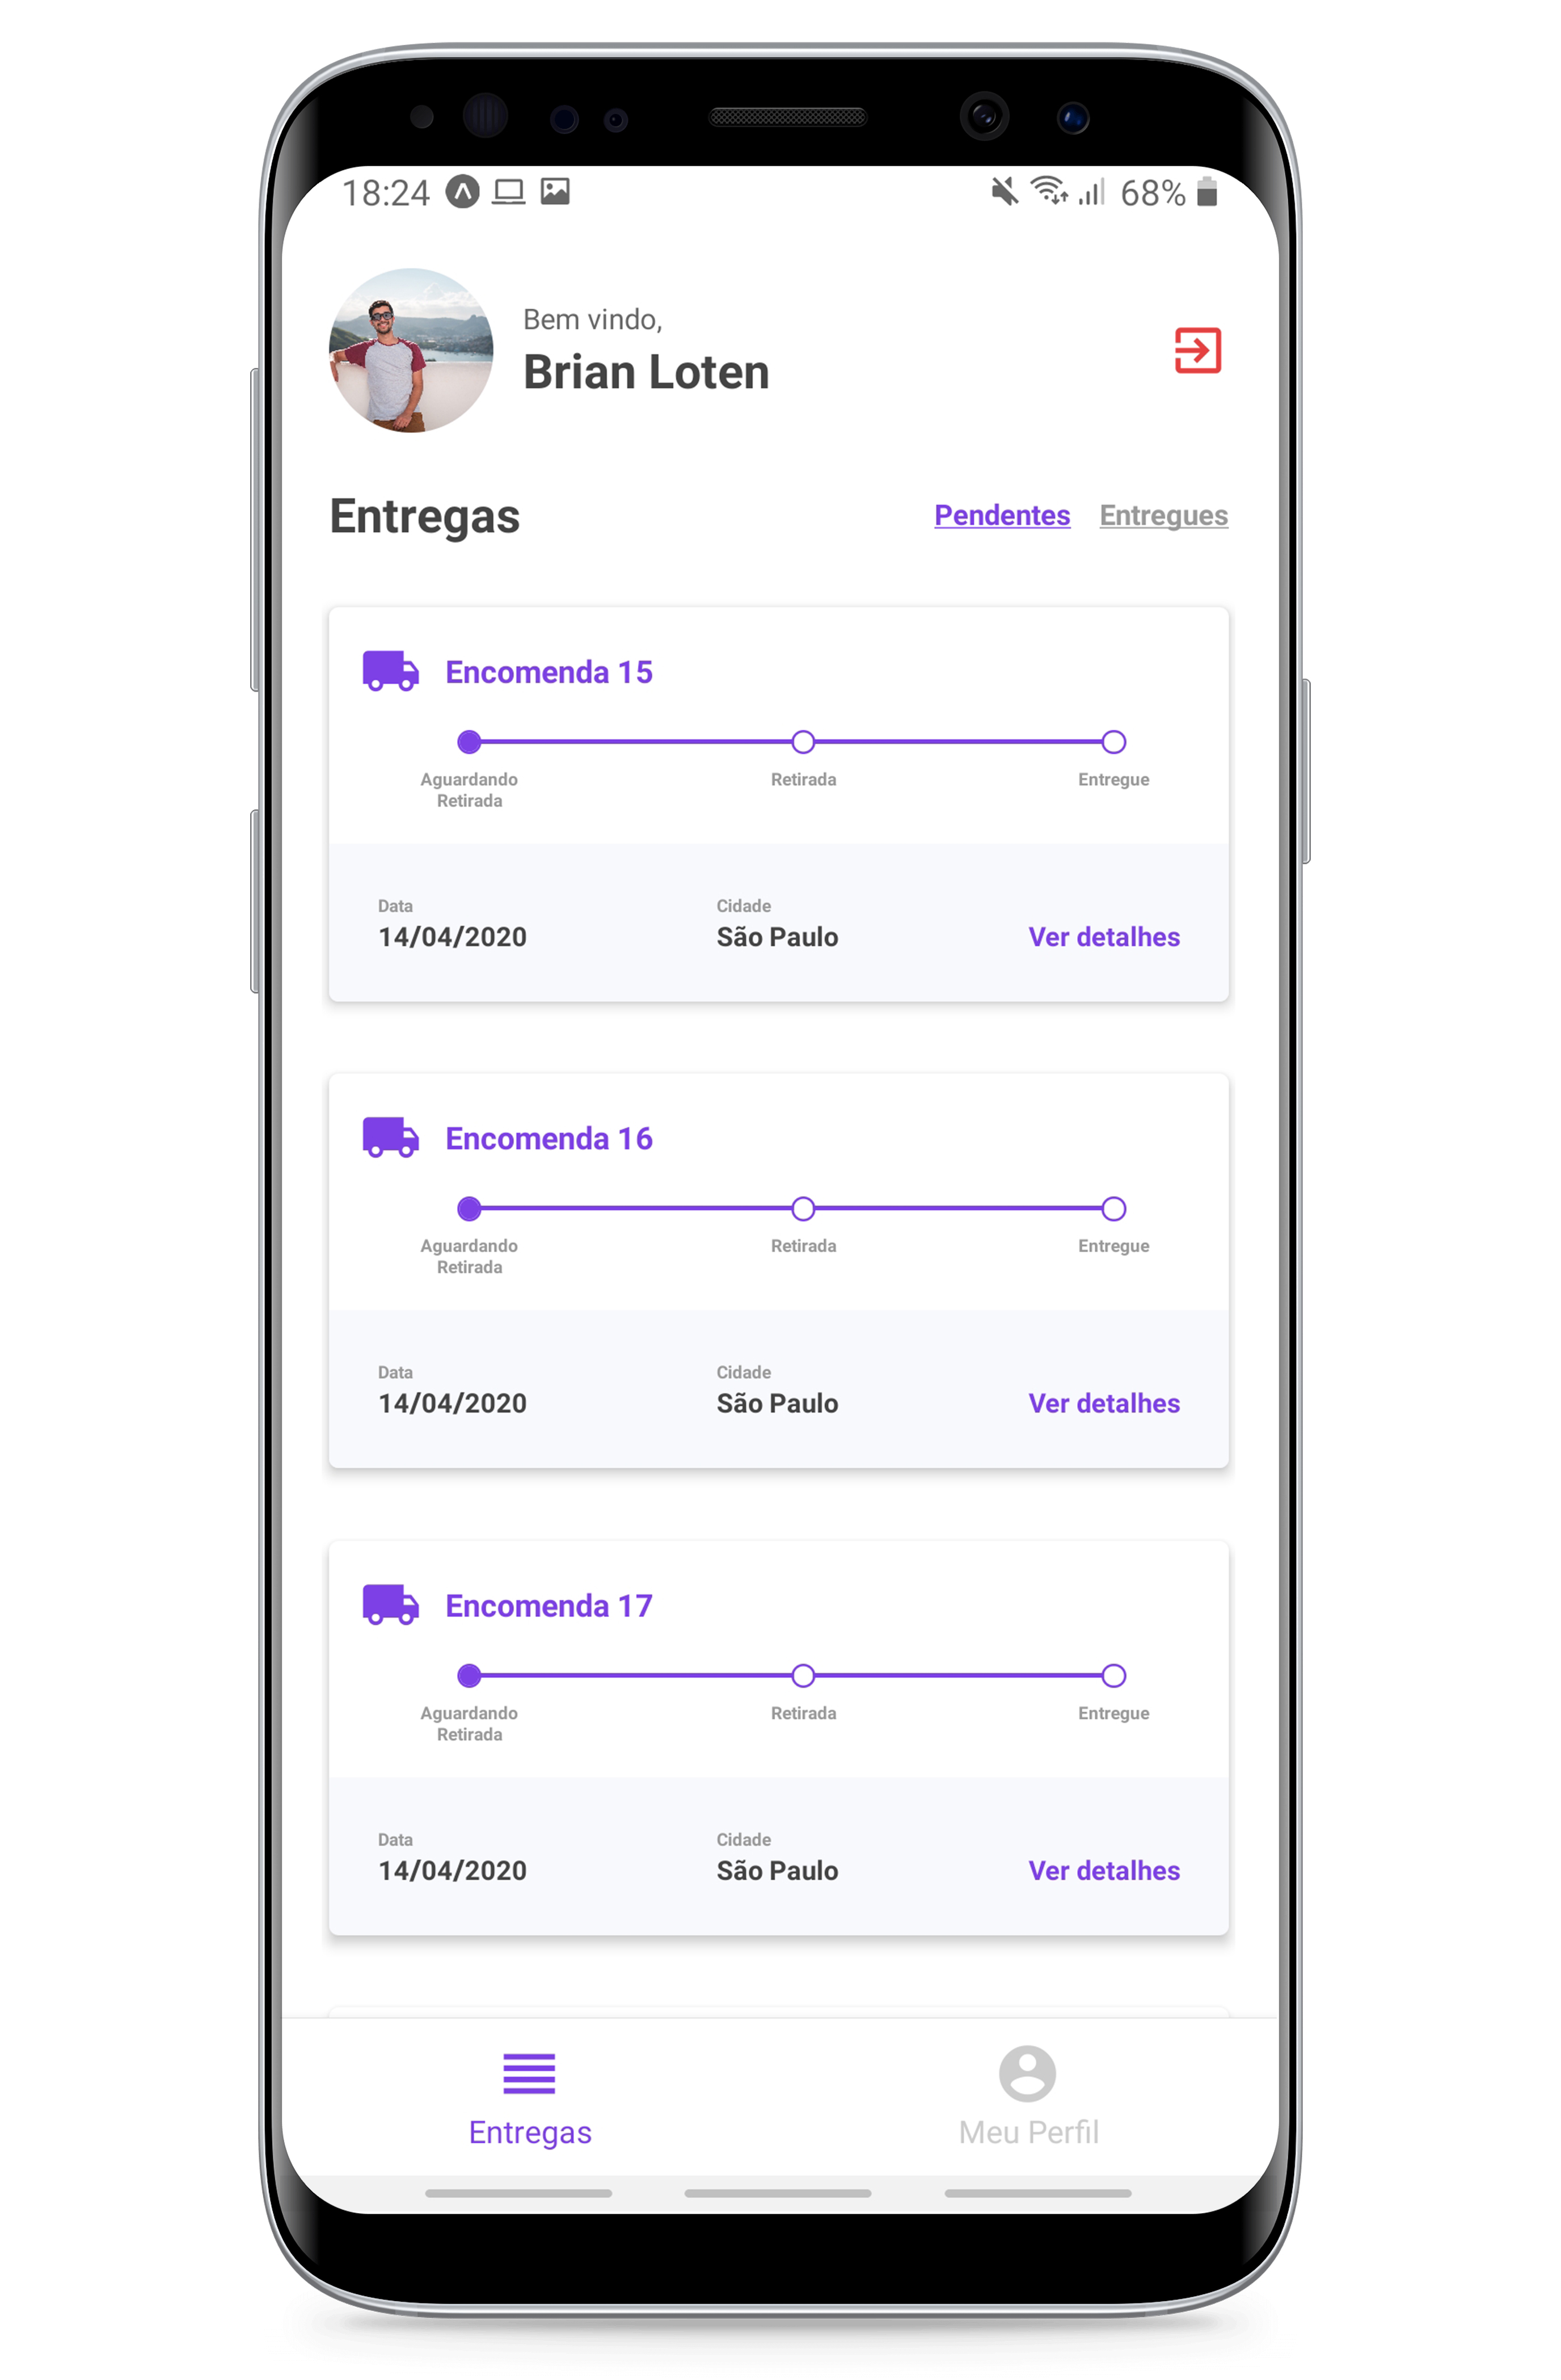 18:24 68%
Bem vindo,
Brian Loten
Entregas Pendentes Entregues
Encomenda 15
Aguardando Retirada Entregue
Retirada
Data Cidade
14/04/2020 São Paulo Ver detalhes
Encomenda 16
Aguardando Retirada Entregue
Retirada
Data Cidade
14/04/2020 São Paulo Ver detalhes
Encomenda 17
Aguardando Retirada Entregue
Retirada
Data Cidade
14/04/2020 São Paulo Ver detalhes
Entregas Meu Perfil